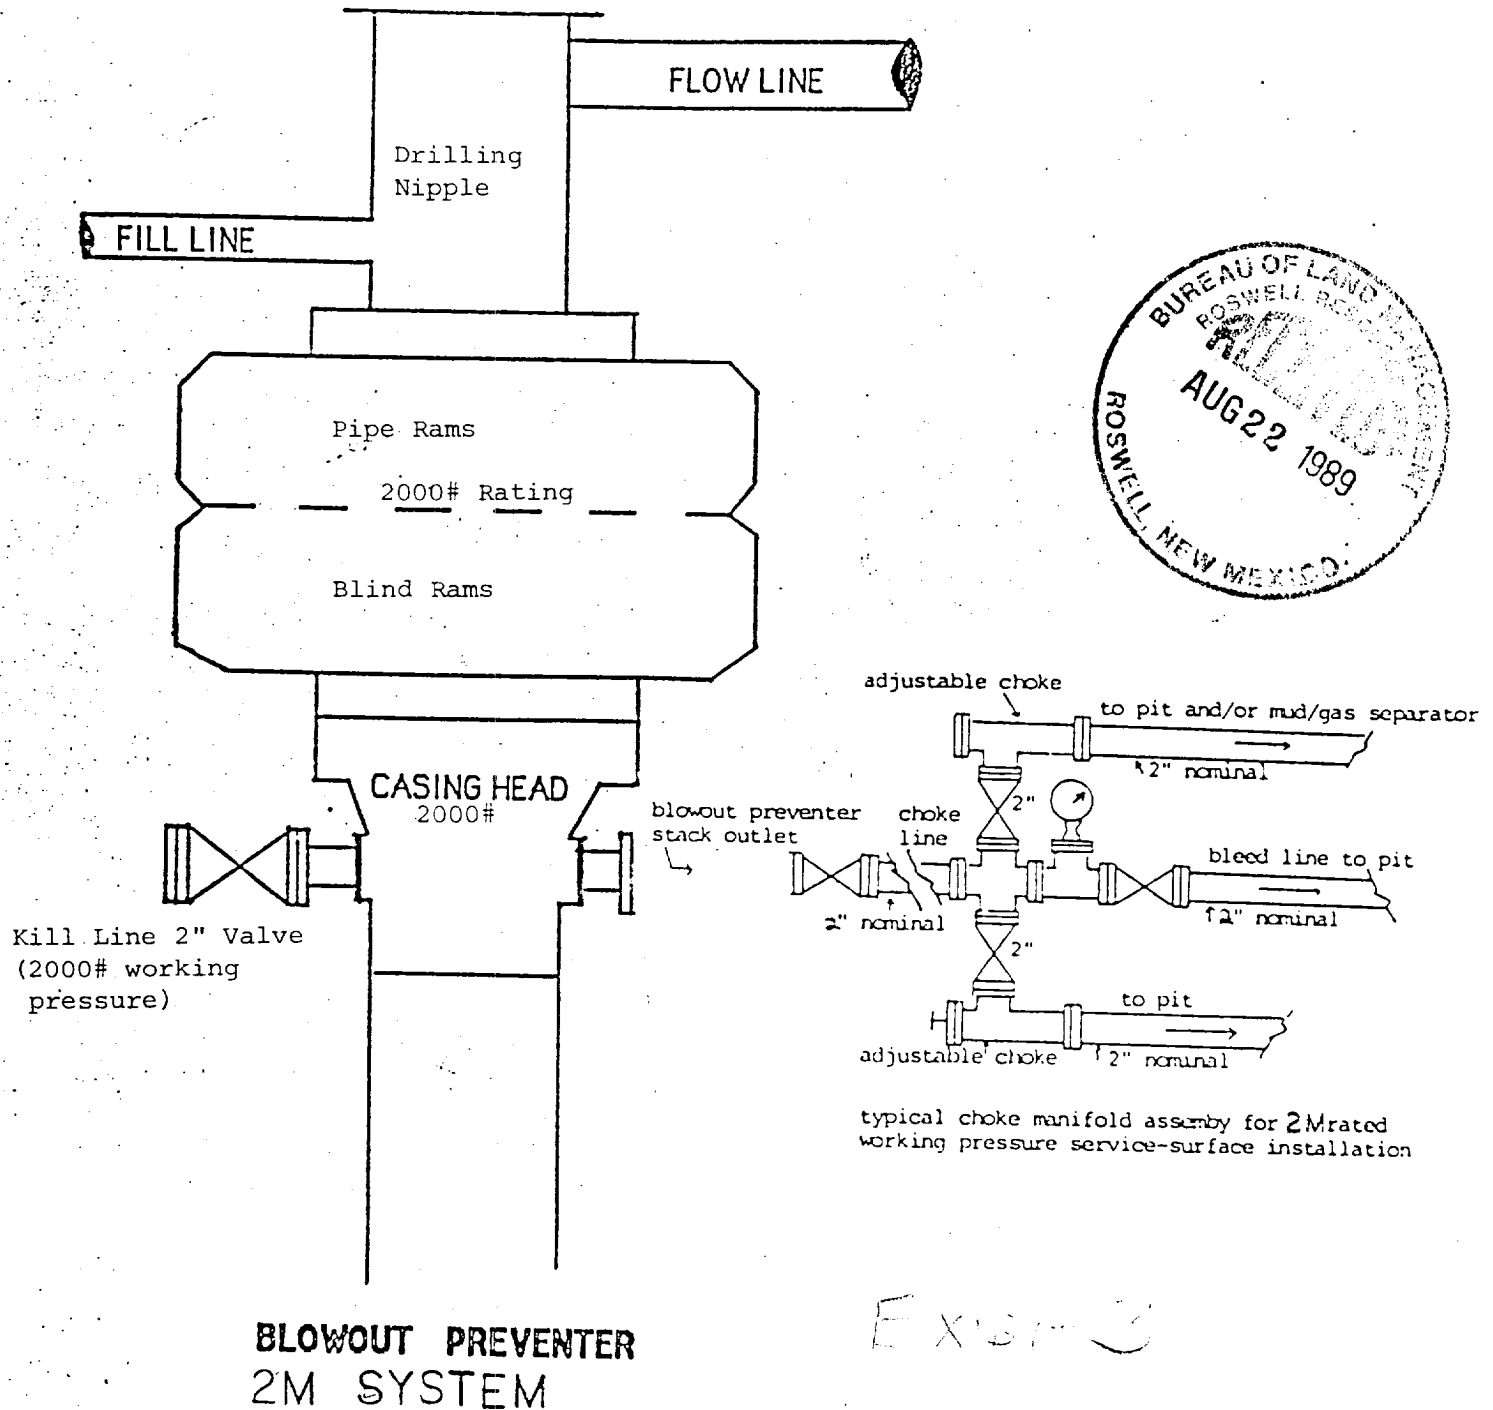 FLOW LINE
Drilling
Nipple
FILL LINE
BUREAU OF LAND MANAGEMENT
ROSWELL
AUG 22 1989
ROSWELL, NEW MEXICO
Pipe Rams
2000# Rating
Blind Rams
CASING HEAD
2000#
Kill Line 2" Valve
(2000# working
pressure)
adjustable choke
to pit and/or mud/gas separator
2" nominal
2"
blowout preventer
stack outlet
choke
line
bleed line to pit
2" nominal
2" nominal
2"
to pit
adjustable choke
2" nominal
typical choke manifold assemby for 2M rated
working pressure service-surface installation
BLOWOUT PREVENTER
2M SYSTEM